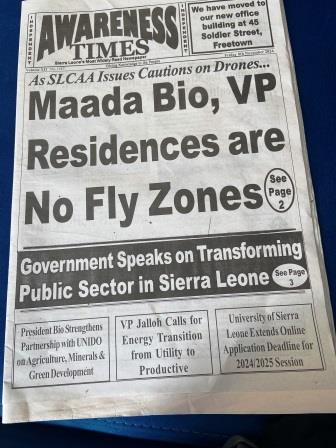 INDEPENDENT
AWARENESS
TIMES
Sierra Leone's Most Widely Read Newspaper
INDEPENDENT
We have moved to
our new office
building at 45
Soldier Street,
Freetown
As SLCAA Issues Cautions on Drones...
Maada Bio, VP
Residences are
No Fly Zones
See
Page
2
Government Speaks on Transforming
Public Sector in Sierra Leone
See Page
3
President Bio Strengthens
Partnership with UNIDO
on Agriculture, Minerals &
Green Development
VP Jalloh Calls for
Energy Transition
from Utility to
Productive
University of Sierra
Leone Extends Online
Application Deadline for
2024/2025 Session